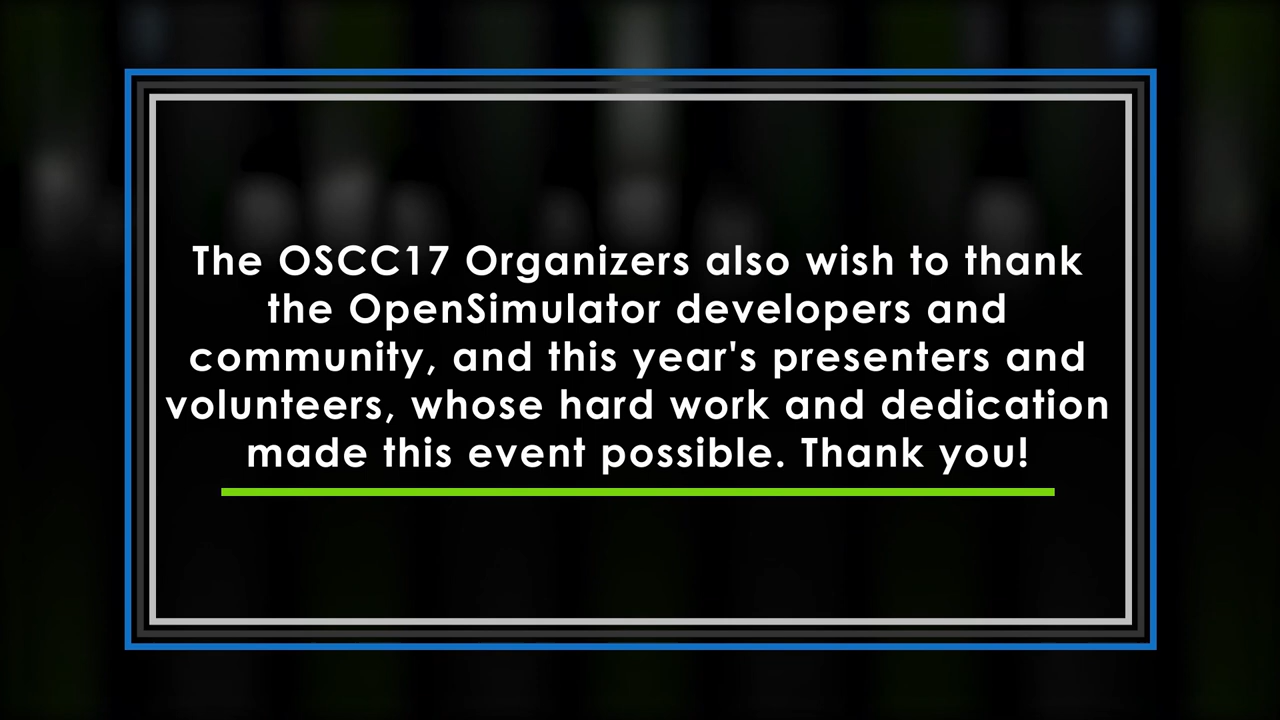 The OSCC17 Organizers also wish to thank
the OpenSimulator developers and
community, and this year's presenters and
volunteers, whose hard work and dedication
made this event possible. Thank you!